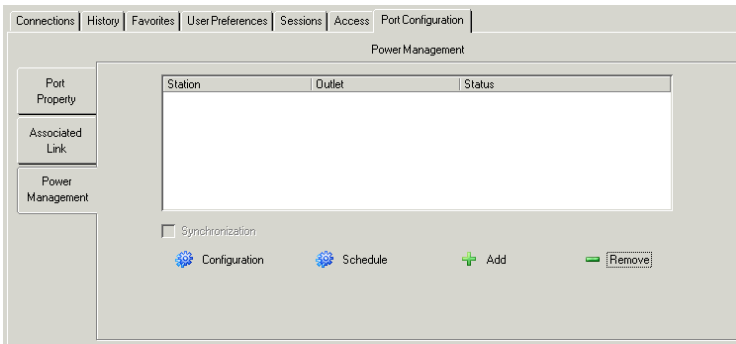 Connections History Favorites User Preferences Sessions Access Port Configuration
Power Management
Port
Property
Associated
Link
Power
Management
Station Outlet Status
Synchronization
Configuration Schedule Add Remove